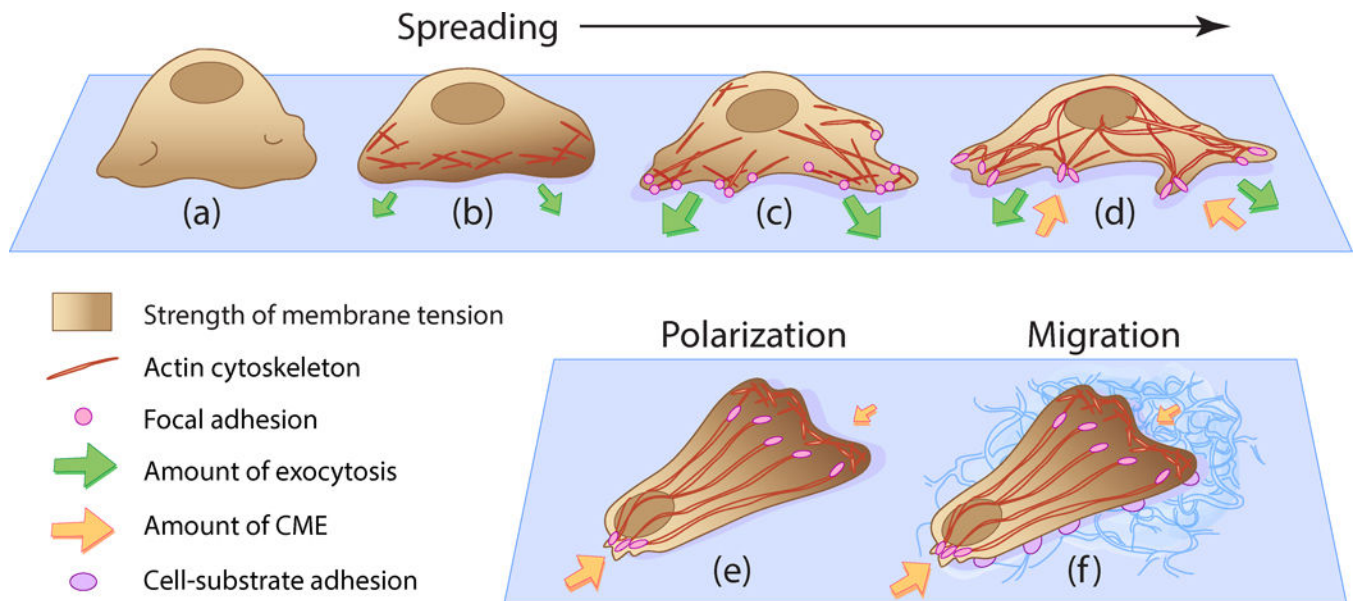 Spreading
(a)
(b)
(c)
(d)
Strength of membrane tension
Actin cytoskeleton
Focal adhesion
Amount of exocytosis
Amount of CME
Cell-substrate adhesion
Polarization
Migration
(e)
(f)